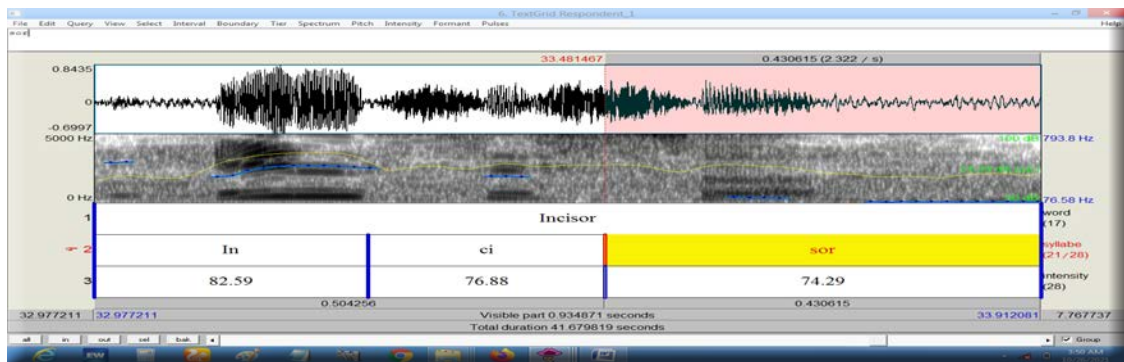 6. TextGrid Respondent_1
File Edit Query View Select Interval Boundary Tier Spectrum Pitch Intensity Formant Pulses Help
sor
33.481467 0.430615 (2.322 / s)
0.8435
0
-0.6997
5000 Hz 793.8 Hz
0 Hz 76.58 Hz
1 Incisor word
(17)
2 In ci sor syllabe
(21/28)
3 82.59 76.88 74.29 intensity
(28)
0.504256 0.430615
32.977211 32.977211 Visible part 0.934871 seconds 33.912081 7.767737
Total duration 41.679819 seconds
all in out sel bak Group
3:50 AM